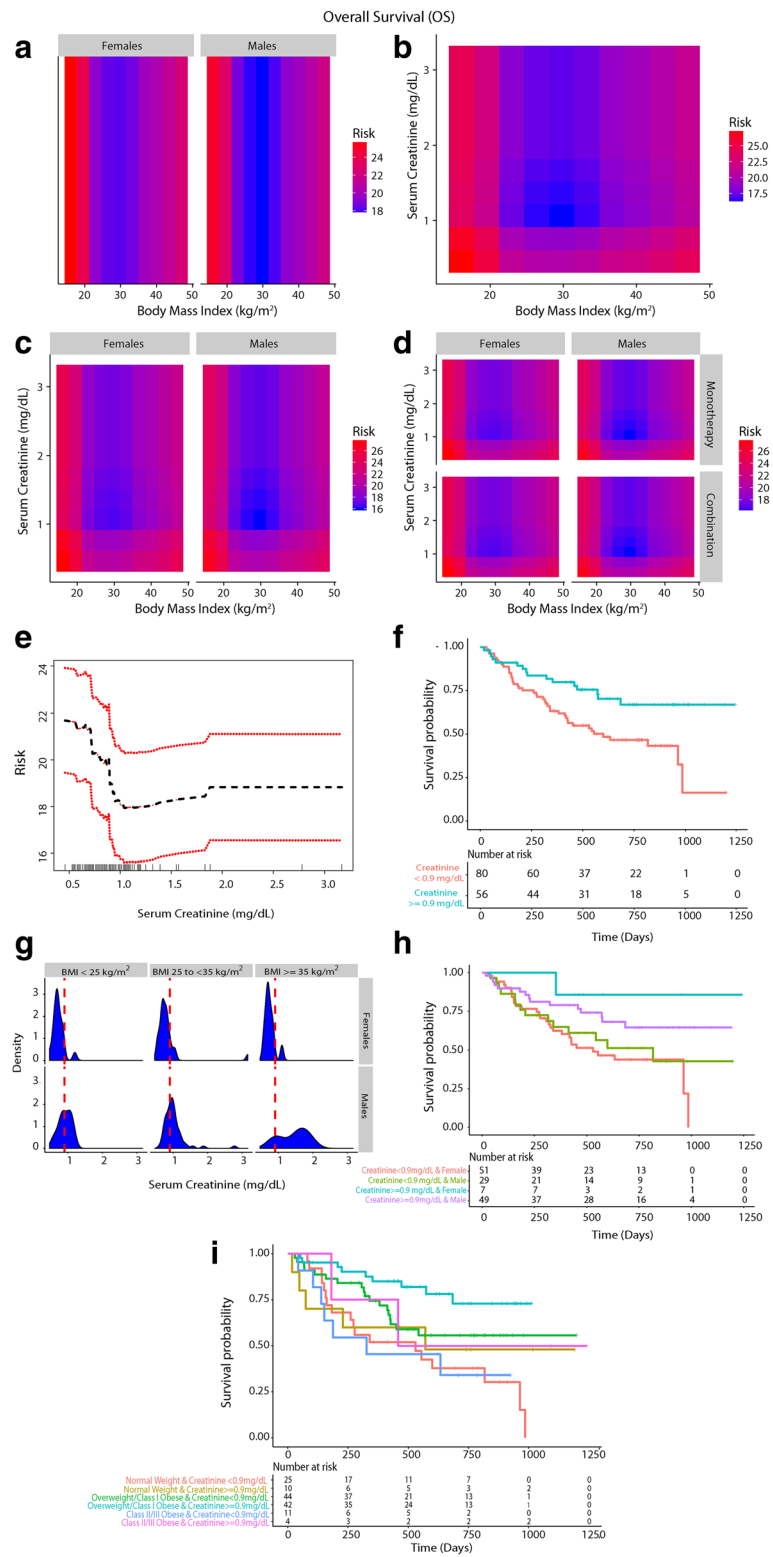 Overall Survival (OS)
a
Females
Males
Risk
24
22
20
18
20
30
40
50
20
30
40
50
Body Mass Index (kg/m²)
b
Serum Creatinine (mg/dL)
3
2
1
Risk
25.0
22.5
20.0
17.5
20
30
40
50
Body Mass Index (kg/m²)
c
Females
Males
Serum Creatinine (mg/dL)
3
2
1
Risk
26
24
22
20
18
16
20
30
40
50
20
30
40
50
Body Mass Index (kg/m²)
d
Females
Males
Monotherapy
Combination
Serum Creatinine (mg/dL)
Serum Creatinine (mg/dL)
3
2
1
3
2
1
Risk
26
24
22
20
18
20
30
40
50
20
30
40
50
Body Mass Index (kg/m²)
e
Risk
24
22
20
18
16
0.5
1.0
1.5
2.0
2.5
3.0
Serum Creatinine (mg/dL)
f
Survival probability
1.00
0.75
0.50
0.25
0.00
0 250 500 750 1000 1250
Number at risk
Creatinine
< 0.9 mg/dL
80 60 37 22 1 0
Creatinine
>= 0.9 mg/dL
56 44 31 18 5 0
0 250 500 750 1000 1250
Time (Days)
g
BMI < 25 kg/m²
BMI 25 to <35 kg/m²
BMI >= 35 kg/m²
Females
Males
Density
3
2
1
0
3
2
1
0
1 2 3 1 2 3 1 2 3
Serum Creatinine (mg/dL)
h
Survival probability
1.00
0.75
0.50
0.25
0.00
0 250 500 750 1000 1250
Number at risk
Creatinine<0.9mg/dL & Female 51 39 23 13 0 0
Creatinine<0.9 mg/dL & Male 29 21 14 9 1 0
Creatinine>=0.9 mg/dL & Female 7 7 3 2 1 0
Creatinine>=0.9mg/dL & Male 49 37 28 16 4 0
0 250 500 750 1000 1250
Time (Days)
i
Survival probability
1.00
0.75
0.50
0.25
0.00
0 250 500 750 1000 1250
Number at risk
Normal Weight & Creatinine <0.9mg/dL 25 17 11 7 0 0
Normal Weight & Creatinine>=0.9mg/dL 10 6 5 3 2 0
Overweight/Class I Obese & Creatinine<0.9mg/dL 44 37 21 13 1 0
Overweight/Class I Obese & Creatinine>=0.9mg/dL 42 35 24 13 1 0
Class II/III Obese & Creatinine<0.9mg/dL 11 6 5 2 0 0
Class II/III Obese & Creatinine>=0.9mg/dL 4 3 2 2 2 0
0 250 500 750 1000 1250
Time (Days)